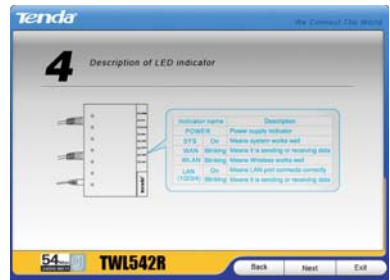 Tenda
We Connect The World
4
Description of LED indicator
Indicator name Description
POWER Power supply indicator
SYS On Means system works well
WAN Blinking Means it is sending or receiving data
WLAN Blinking Means Wireless works well
LAN (1/2/3/4) On Means LAN port connects correctly
Blinking Means it is sending or receiving data
Tenda
54
TWL542R
Back Next Exit